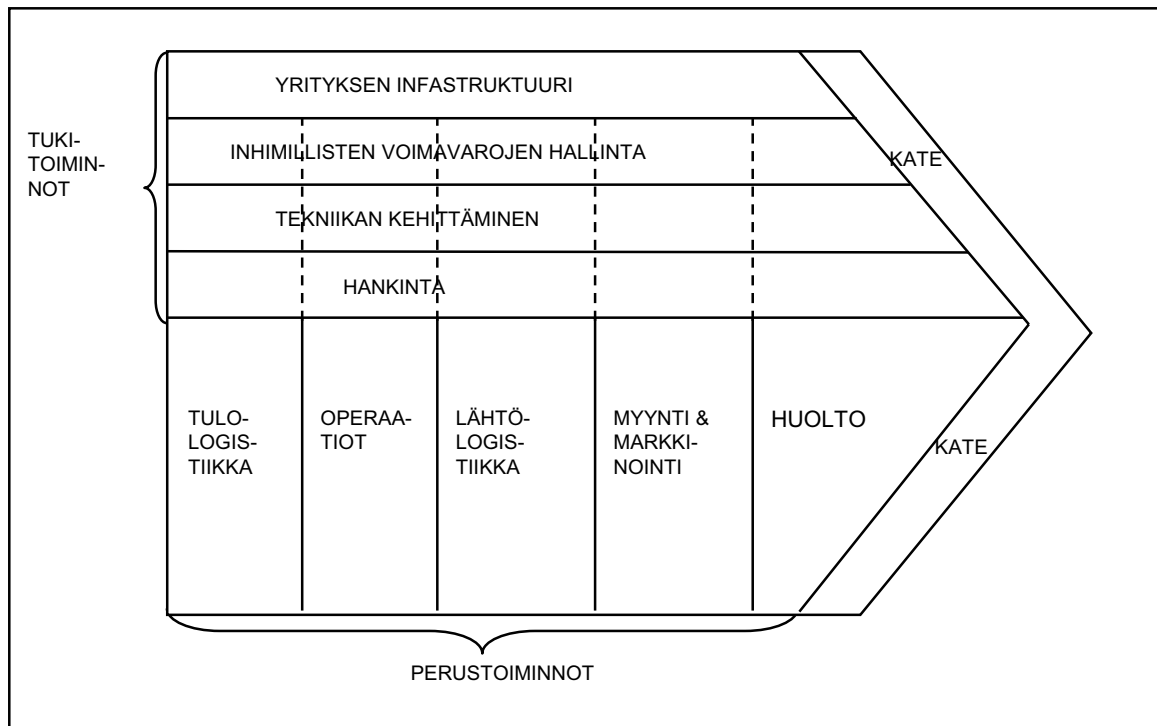 YRITYKSEN INFASTRUKTUURI
TUKI-
TOIMIN-
NOT
INHIMILLISTEN VOIMAVAROJEN HALLINTA
KATE
TEKNIIKAN KEHITTÄMINEN
HANKINTA
TULO-
LOGIS-
TIIKKA
OPERAA-
TIOT
LÄHTÖ-
LOGIS-
TIIKKA
MYYNTI &
MARKKI-
NOINTI
HUOLTO
KATE
PERUSTOIMINNOT